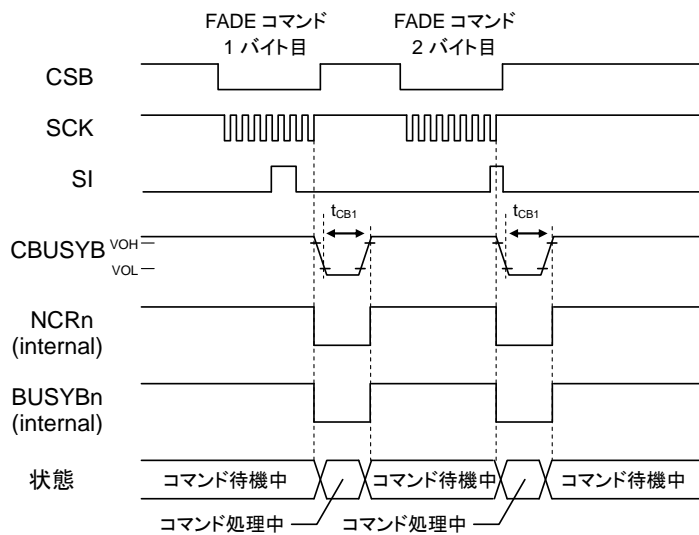 FADE コマンド
1 バイト目
FADE コマンド
2 バイト目
CSB
SCK
SI
tCB1
tCB1
CBUSYB
VOH
VOL
NCRn
(internal)
BUSYBn
(internal)
状態
コマンド待機中
コマンド待機中
コマンド待機中
コマンド処理中
コマンド処理中